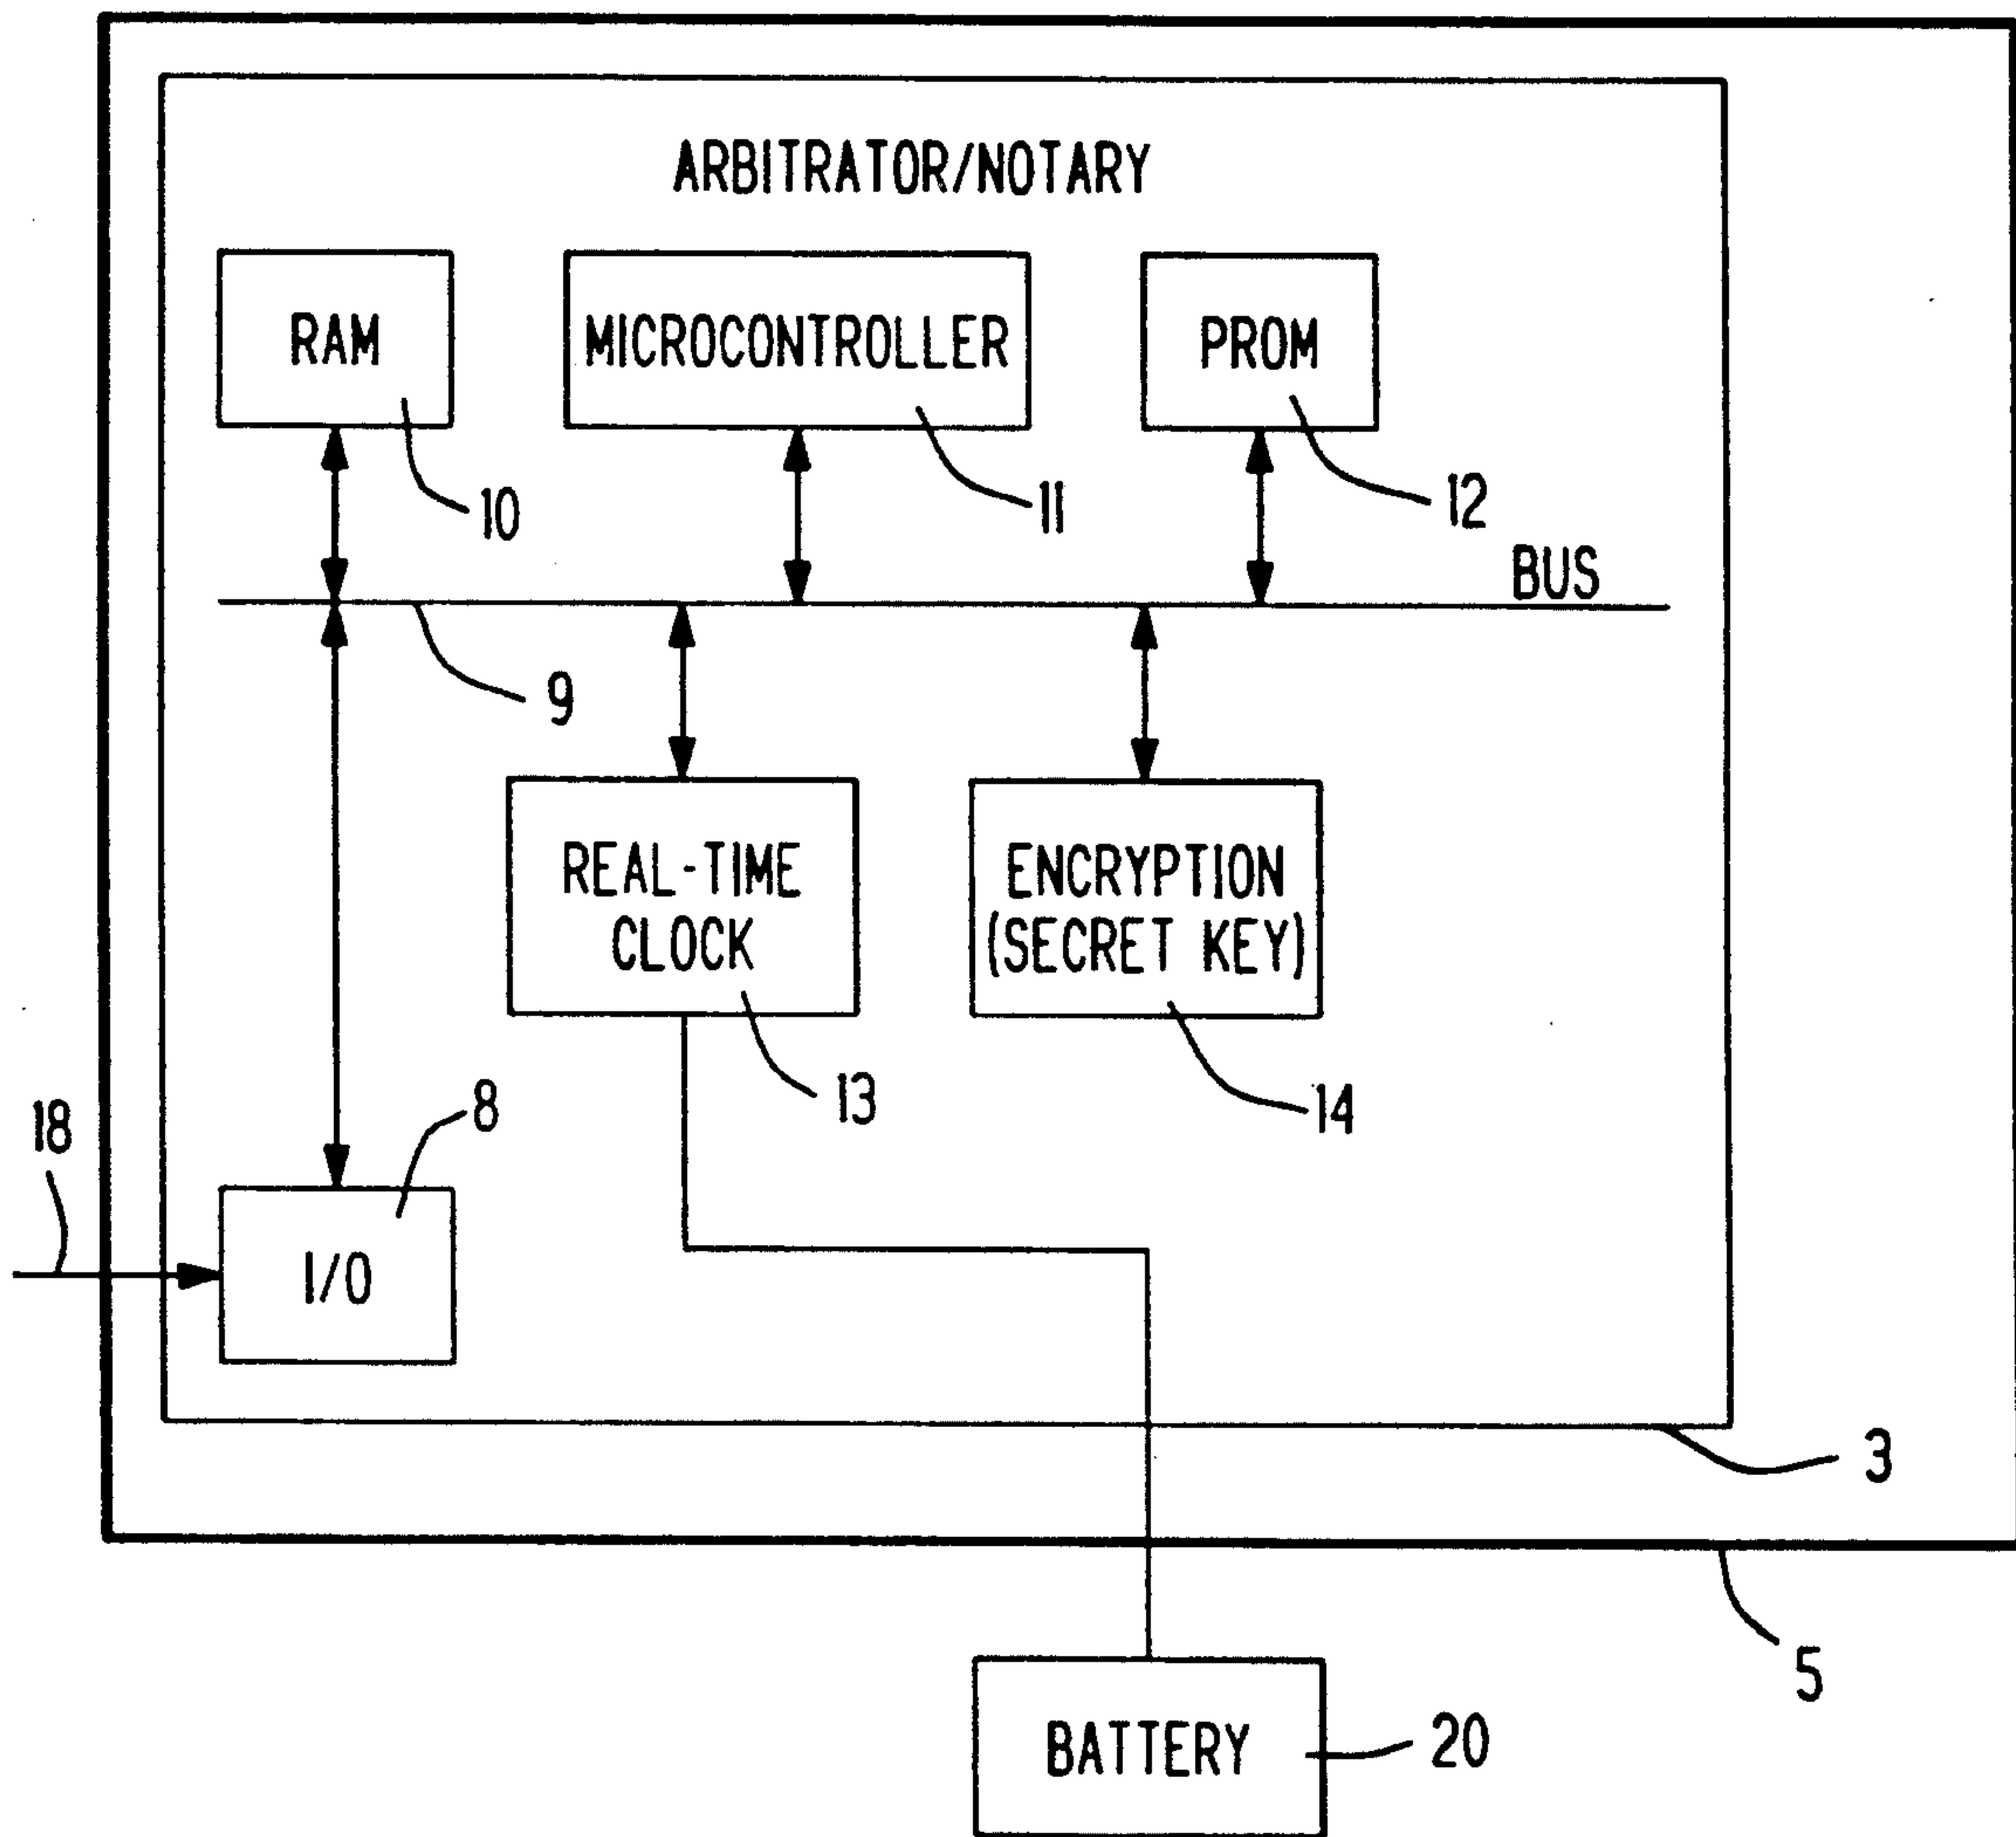 ARBITRATOR/NOTARY
RAM
MICROCONTROLLER
PROM
10
11
12
BUS
9
REAL-TIME
CLOCK
ENCRYPTION
(SECRET KEY)
13
14
18
8
I/O
3
5
BATTERY
20